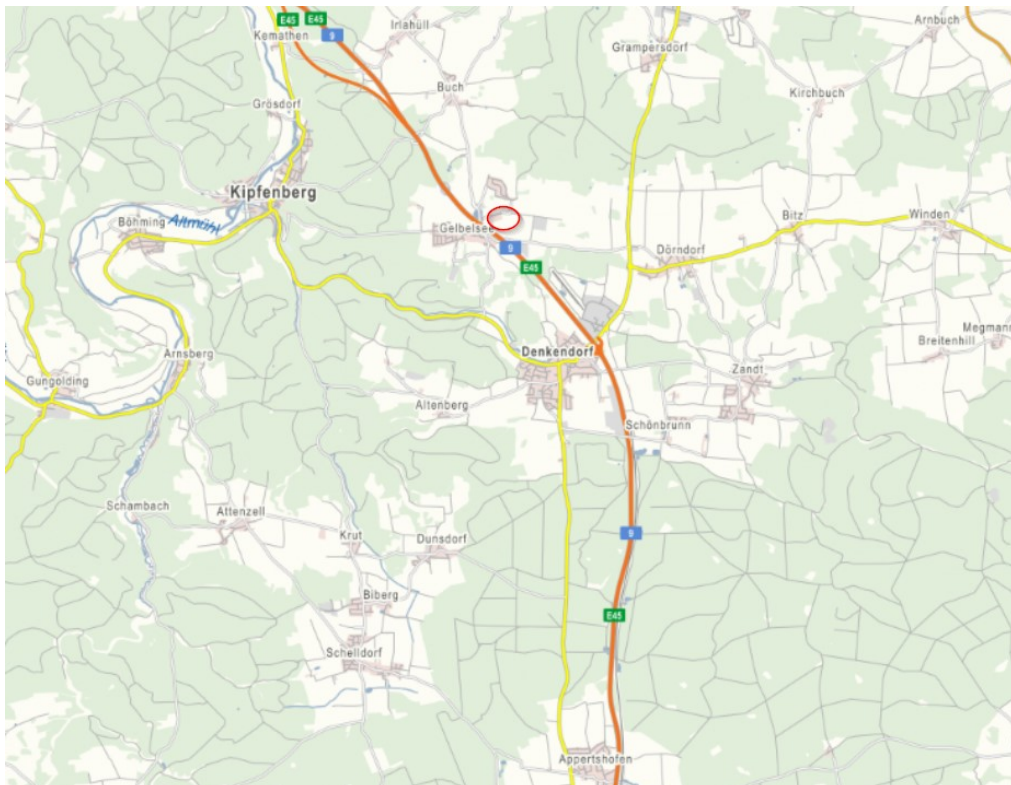 E45
E45
9
Kemathen
Irlahüll
Grampersdorf
Arnbuch
Buch
Kirchbuch
Grösdorf
Kipfenberg
Altmühl
Böhming
Gelbelsee
9
E45
Bitz
Winden
Dörndorf
Megmann
Breitenhill
Arnsberg
Denkendorf
Zandt
Gungolding
Altenberg
Schönbrunn
Schambach
Attenzell
Krut
Dunsdorf
9
Biberg
E45
Schelldorf
Appertshofen